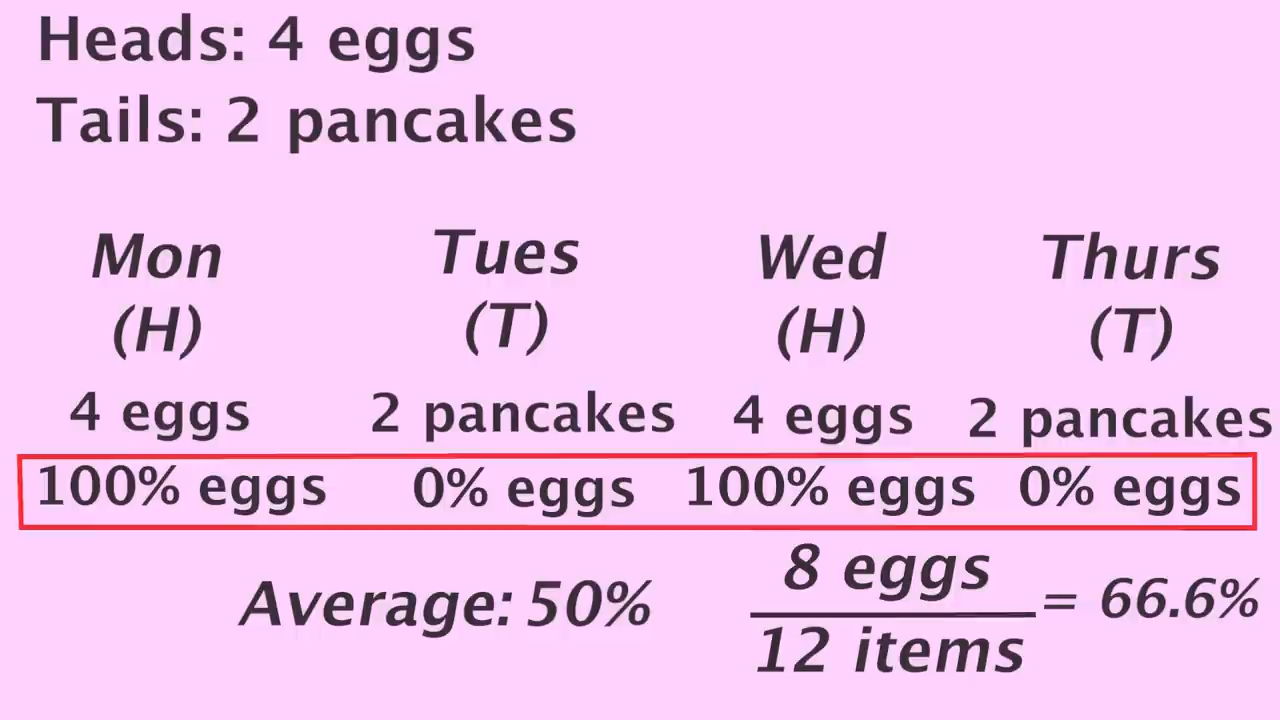 Heads: 4 eggs
Tails: 2 pancakes
Mon Tues Wed Thurs
(H) (T) (H) (T)
4 eggs 2 pancakes 4 eggs 2 pancakes
100% eggs 0% eggs 100% eggs 0% eggs
Average: 50%
8 eggs
12 items
= 66.6%